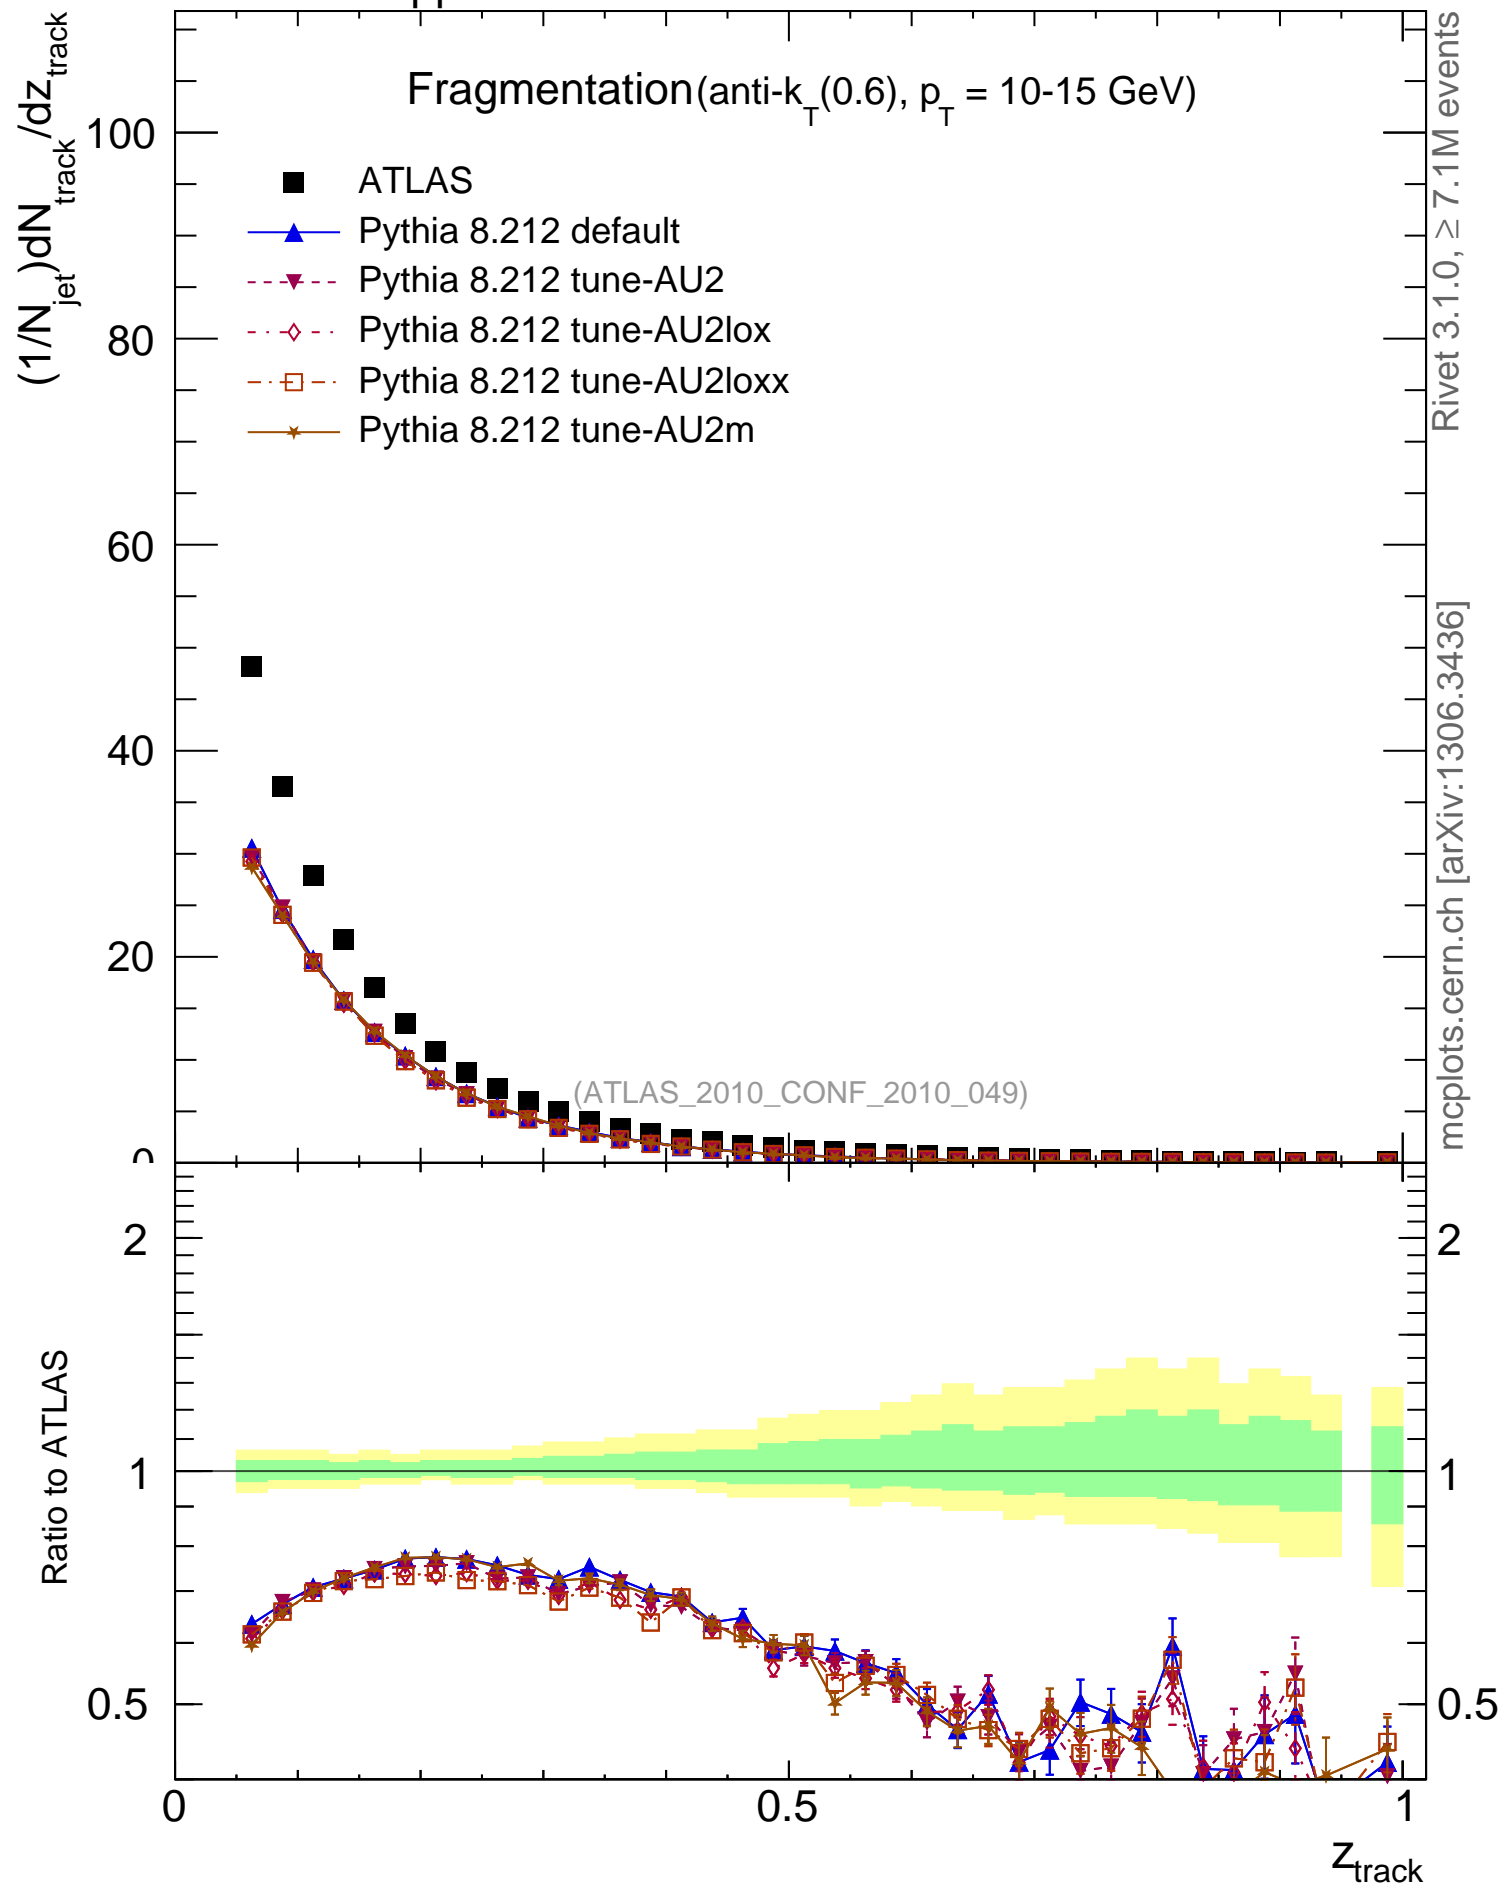 Fragmentation (anti-k_T(0.6), p_T = 10-15 GeV)
(1/N_jet)dN_track/dz_track
100
80
60
40
20
0
ATLAS
Pythia 8.212 default
Pythia 8.212 tune-AU2
Pythia 8.212 tune-AU2lox
Pythia 8.212 tune-AU2loxx
Pythia 8.212 tune-AU2m
(ATLAS_2010_CONF_2010_049)
Rivet 3.1.0, ≥ 7.1M events
mcplots.cern.ch [arXiv:1306.3436]
Ratio to ATLAS
2
1
0.5
2
1
0.5
0
0.5
1
z_track